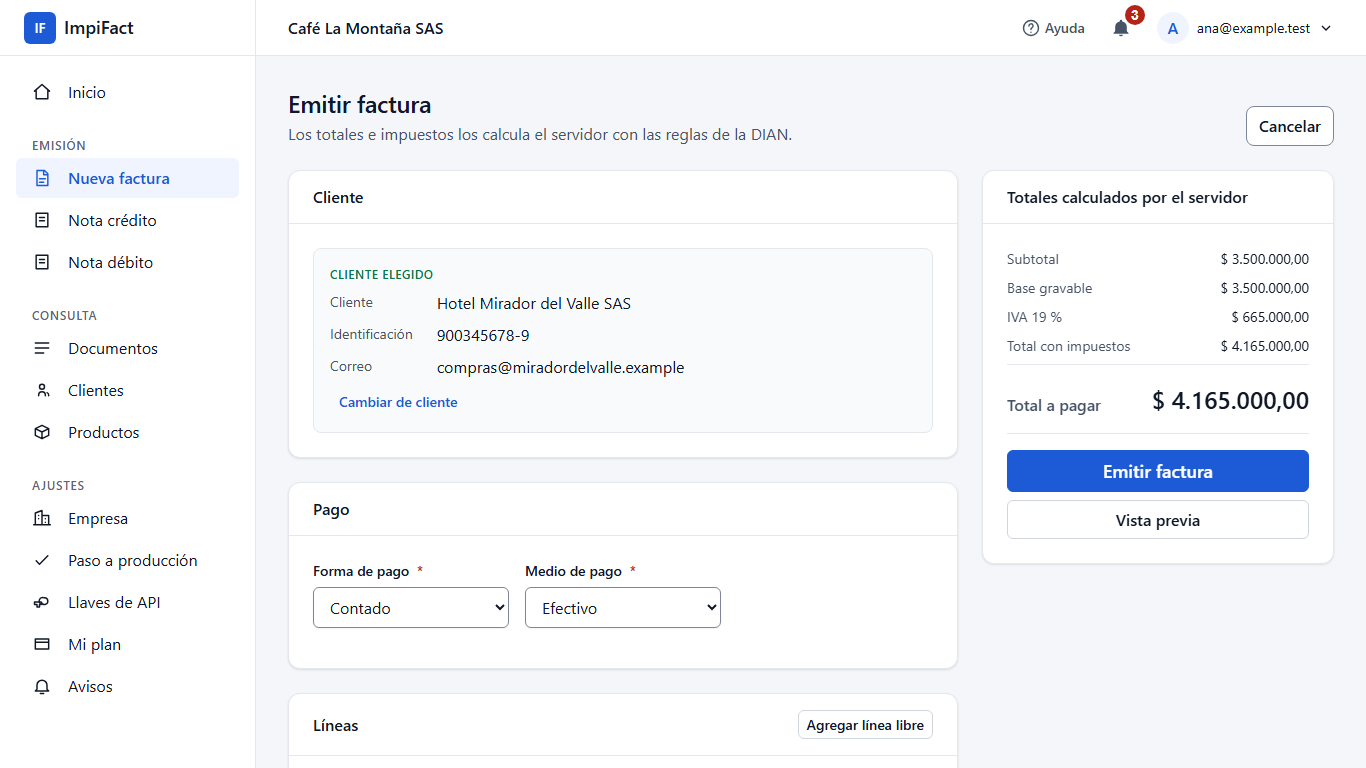 IF ImpiFact
Café La Montaña SAS
Ayuda
3
A ana@example.test
Inicio
EMISIÓN
Nueva factura
Nota crédito
Nota débito
CONSULTA
Documentos
Clientes
Productos
AJUSTES
Empresa
Paso a producción
Llaves de API
Mi plan
Avisos
Emitir factura
Los totales e impuestos los calcula el servidor con las reglas de la DIAN.
Cancelar
Cliente
CLIENTE ELEGIDO
Cliente Hotel Mirador del Valle SAS
Identificación 900345678-9
Correo compras@miradordelvalle.example
Cambiar de cliente
Pago
Forma de pago * Medio de pago *
Contado Efectivo
Líneas Agregar línea libre
Totales calculados por el servidor
Subtotal $ 3.500.000,00
Base gravable $ 3.500.000,00
IVA 19 % $ 665.000,00
Total con impuestos $ 4.165.000,00
Total a pagar $ 4.165.000,00
Emitir factura
Vista previa